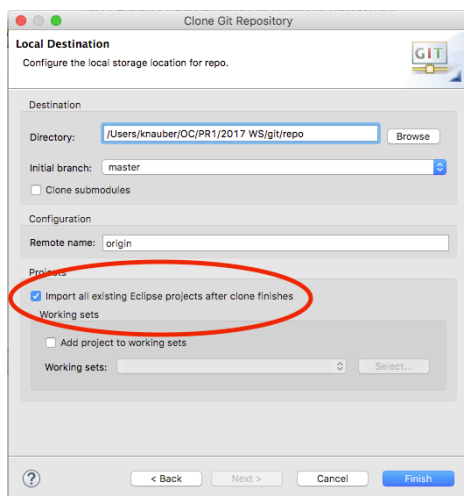 Clone Git Repository
Local Destination
Configure the local storage location for repo.
GIT
Destination
Directory: /Users/knauber/OC/PR1/2017 WS/git/repo Browse
Initial branch: master
Clone submodules
Configuration
Remote name: origin
Projects
Import all existing Eclipse projects after clone finishes
Working sets
Add project to working sets
Working sets: Select...
? < Back Next > Cancel Finish